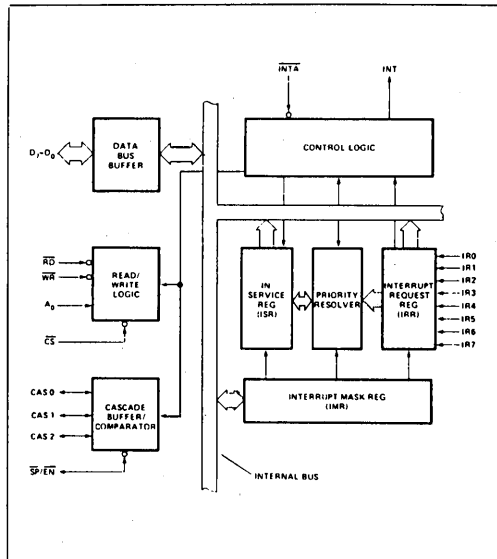 INTA
INT
D7-D0
DATA
BUS
BUFFER
CONTROL LOGIC
RD
WR
A0
CS
READ/
WRITE
LOGIC
IN
SERVICE
REG
(ISR)
PRIORITY
RESOLVER
INTERRUPT
REQUEST
REG
(IRR)
IR0
IR1
IR2
IR3
IR4
IR5
IR6
IR7
CAS 0
CAS 1
CAS 2
SP/EN
CASCADE
BUFFER/
COMPARATOR
INTERRUPT MASK REG
(IMR)
INTERNAL BUS